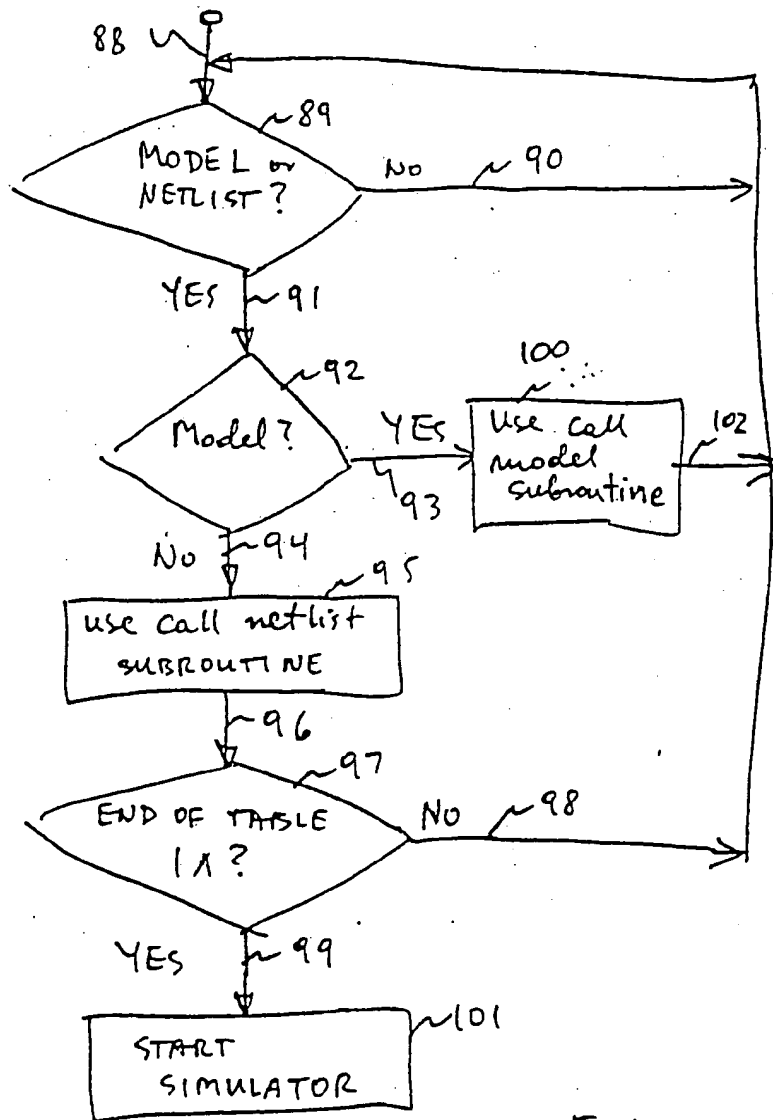 88
89
MODEL or
NETLIST?
NO
90
YES
91
92
Model?
YES
93
100
Use call
model
subroutine
102
NO
94
95
use call netlist
SUBROUTINE
96
97
END OF TABLE
1A?
NO
98
YES
99
101
START
SIMULATOR